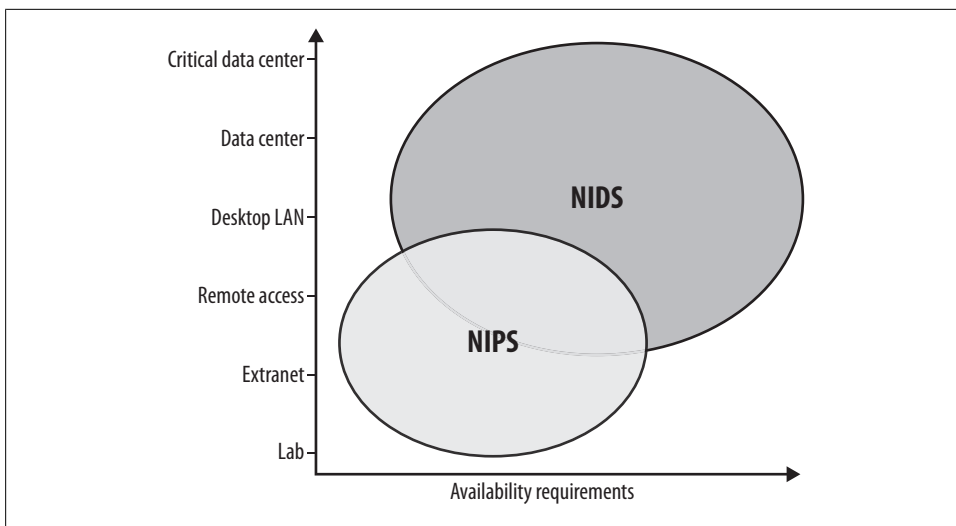 Critical data center
Data center
Desktop LAN
Remote access
Extranet
Lab
NIDS
NIPS
Availability requirements